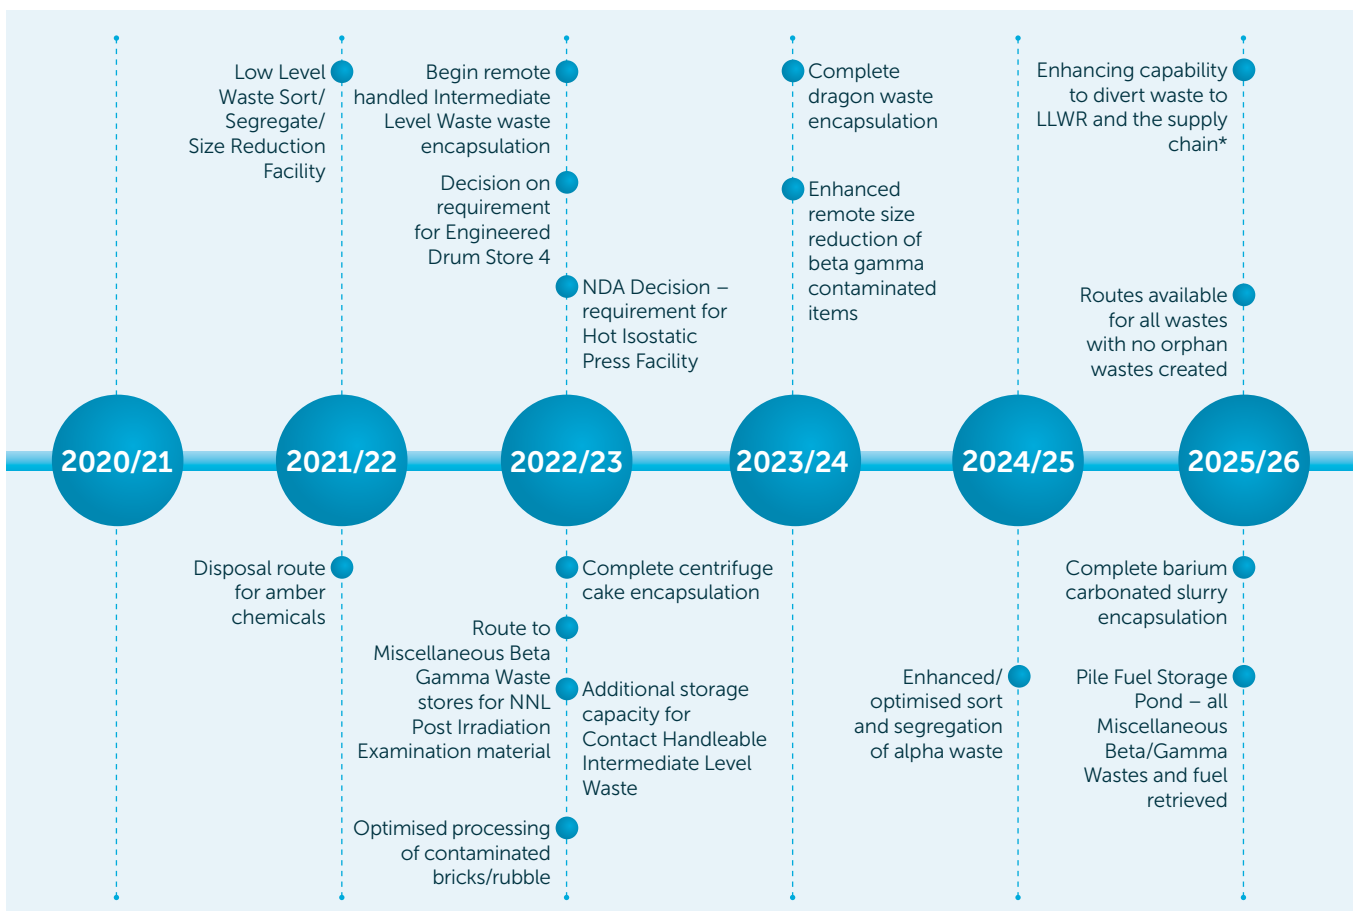 Low Level
Waste Sort/
Segregate/
Size Reduction
Facility
Begin remote
handled Intermediate
Level Waste waste
encapsulation
Decision on
requirement
for Engineered
Drum Store 4
NDA Decision –
requirement for
Hot Isostatic
Press Facility
Complete
dragon waste
encapsulation
Enhanced
remote size
reduction of
beta gamma
contaminated
items
Enhancing capability
to divert waste to
LLWR and the supply
chain*
Routes available
for all wastes
with no orphan
wastes created
2020/21
2021/22
2022/23
2023/24
2024/25
2025/26
Disposal route
for amber
chemicals
Complete centrifuge
cake encapsulation
Route to
Miscellaneous Beta
Gamma Waste
stores for NNL
Post Irradiation
Examination material
Additional storage
capacity for
Contact Handleable
Intermediate Level
Waste
Optimised processing
of contaminated
bricks/rubble
Enhanced/
optimised sort
and segregation
of alpha waste
Complete barium
carbonated slurry
encapsulation
Pile Fuel Storage
Pond – all
Miscellaneous
Beta/Gamma
Wastes and fuel
retrieved